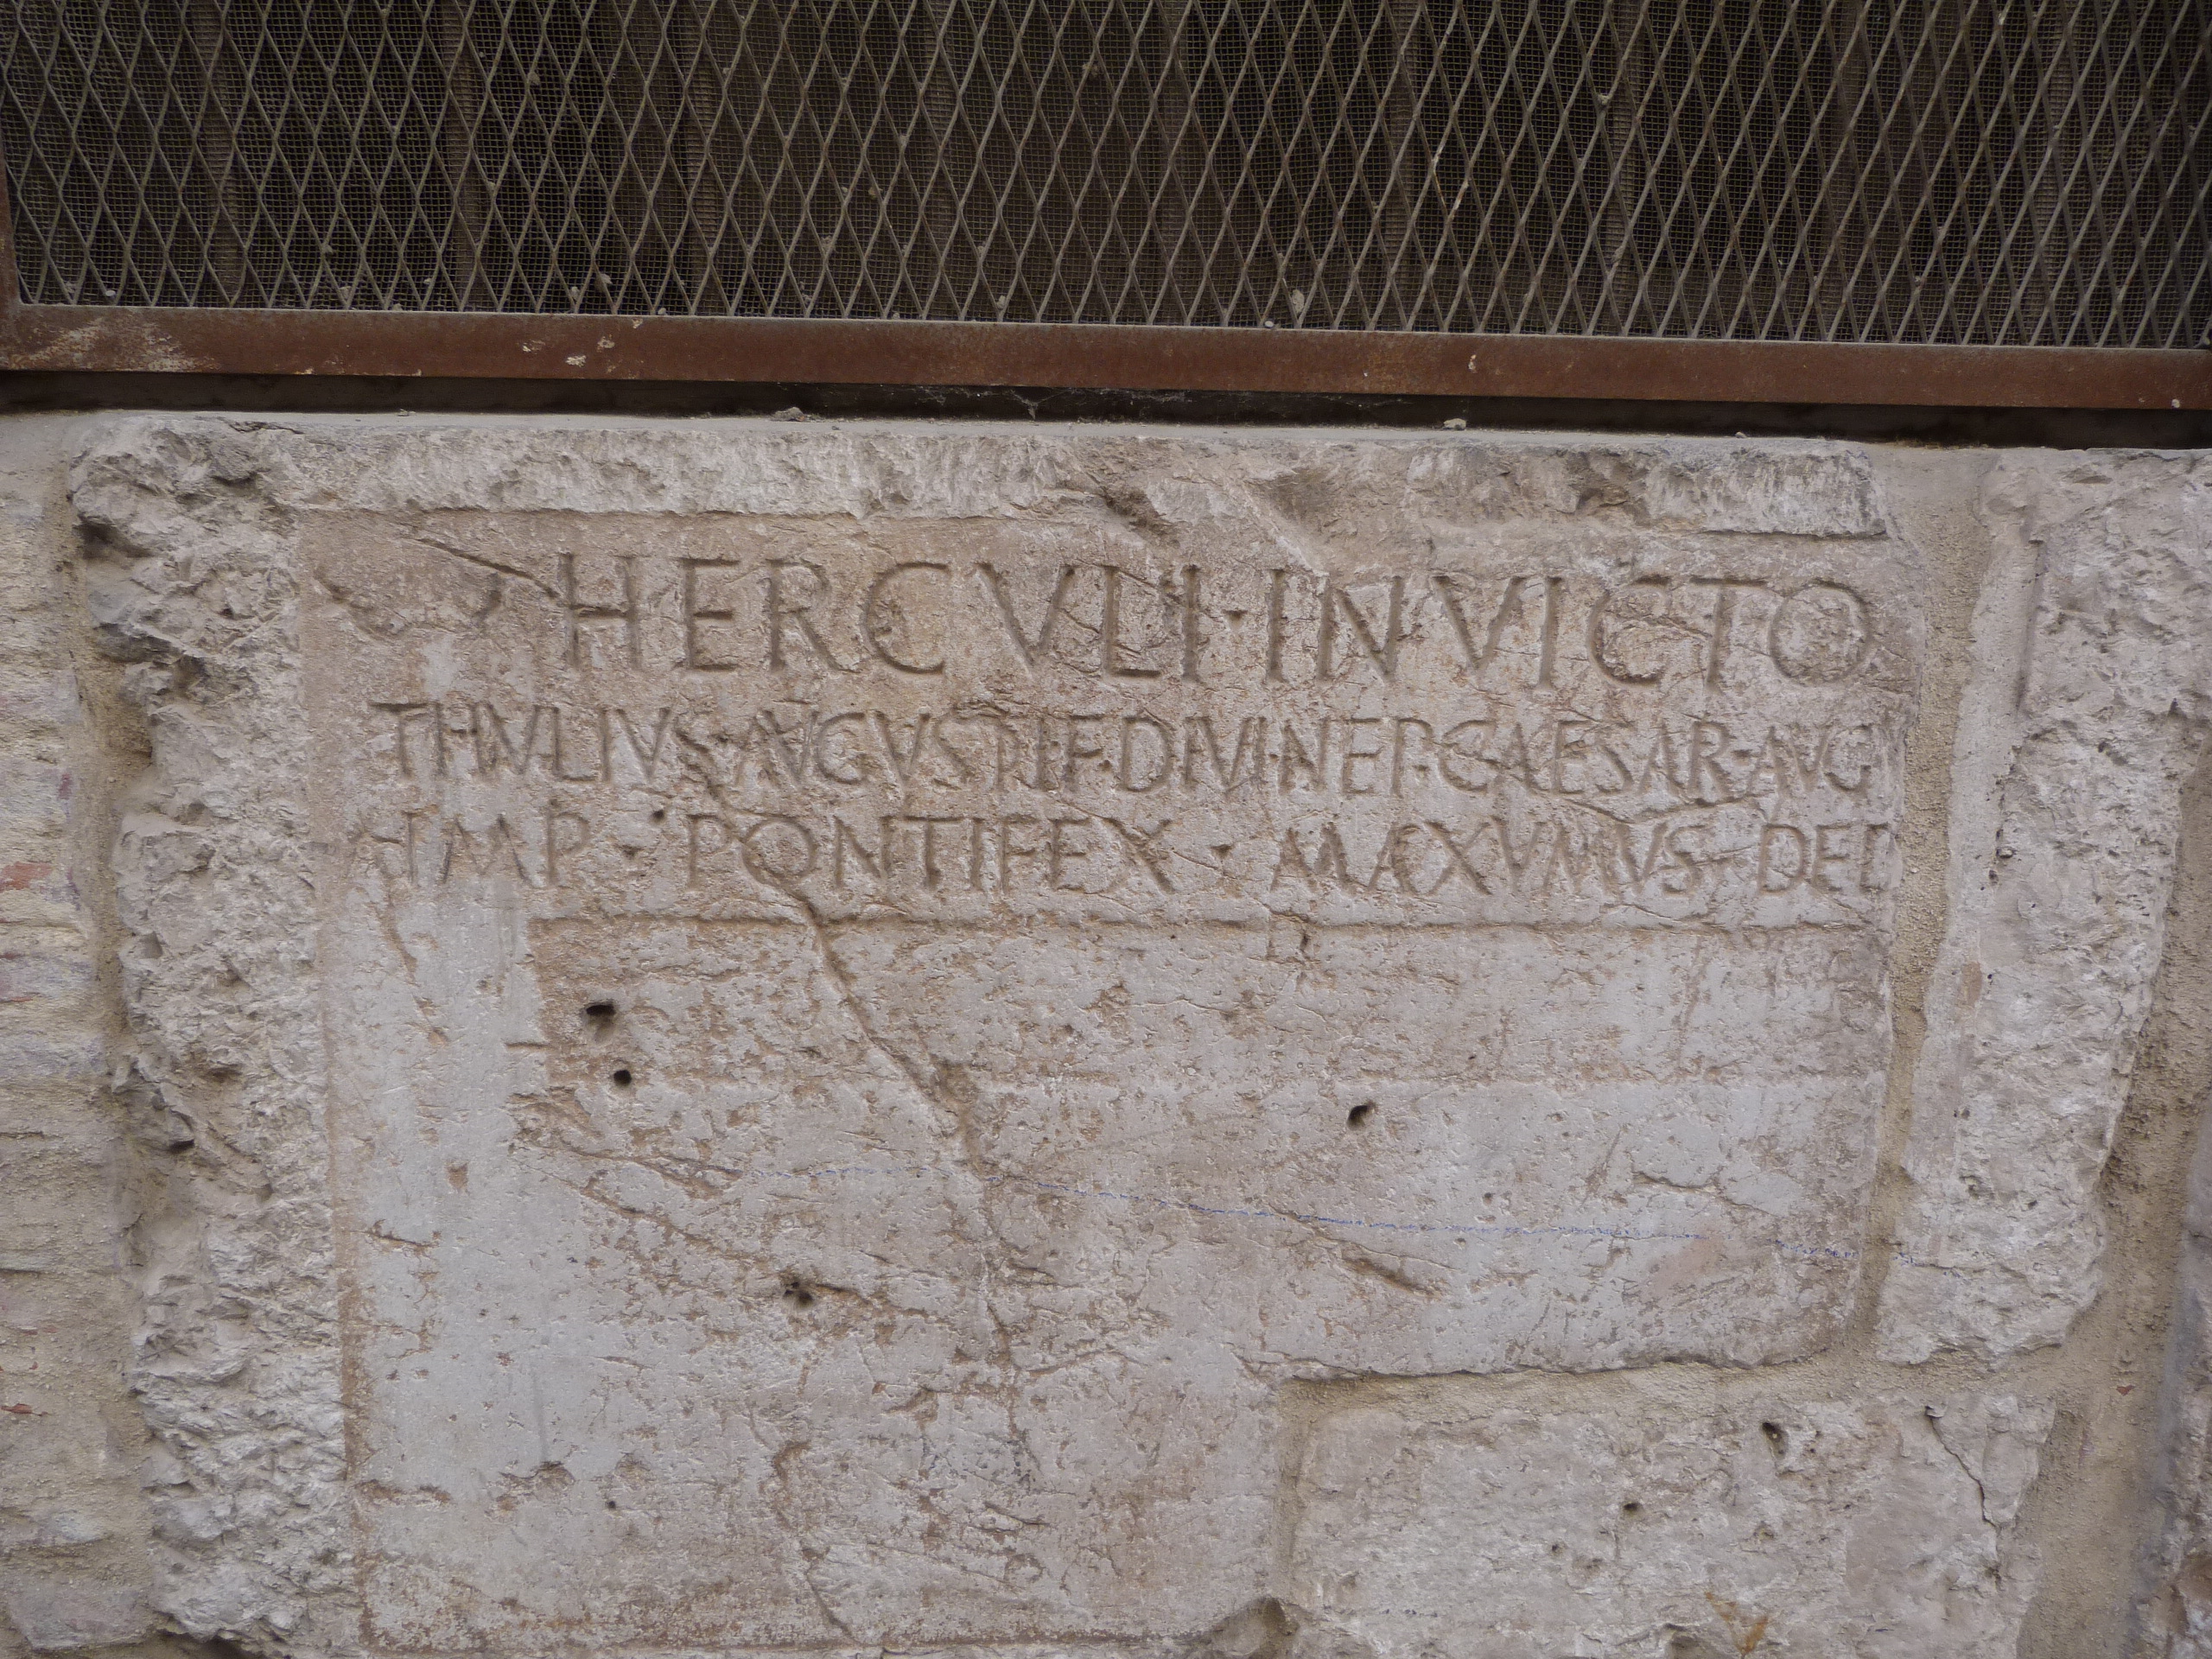 HERCVLI·INVICTO
TI·IVLIVS·AVGVSTI·F·DIVI·NEP·CAESAR·AVG
IMP·PONTIFEX·MAXVMVS·DED